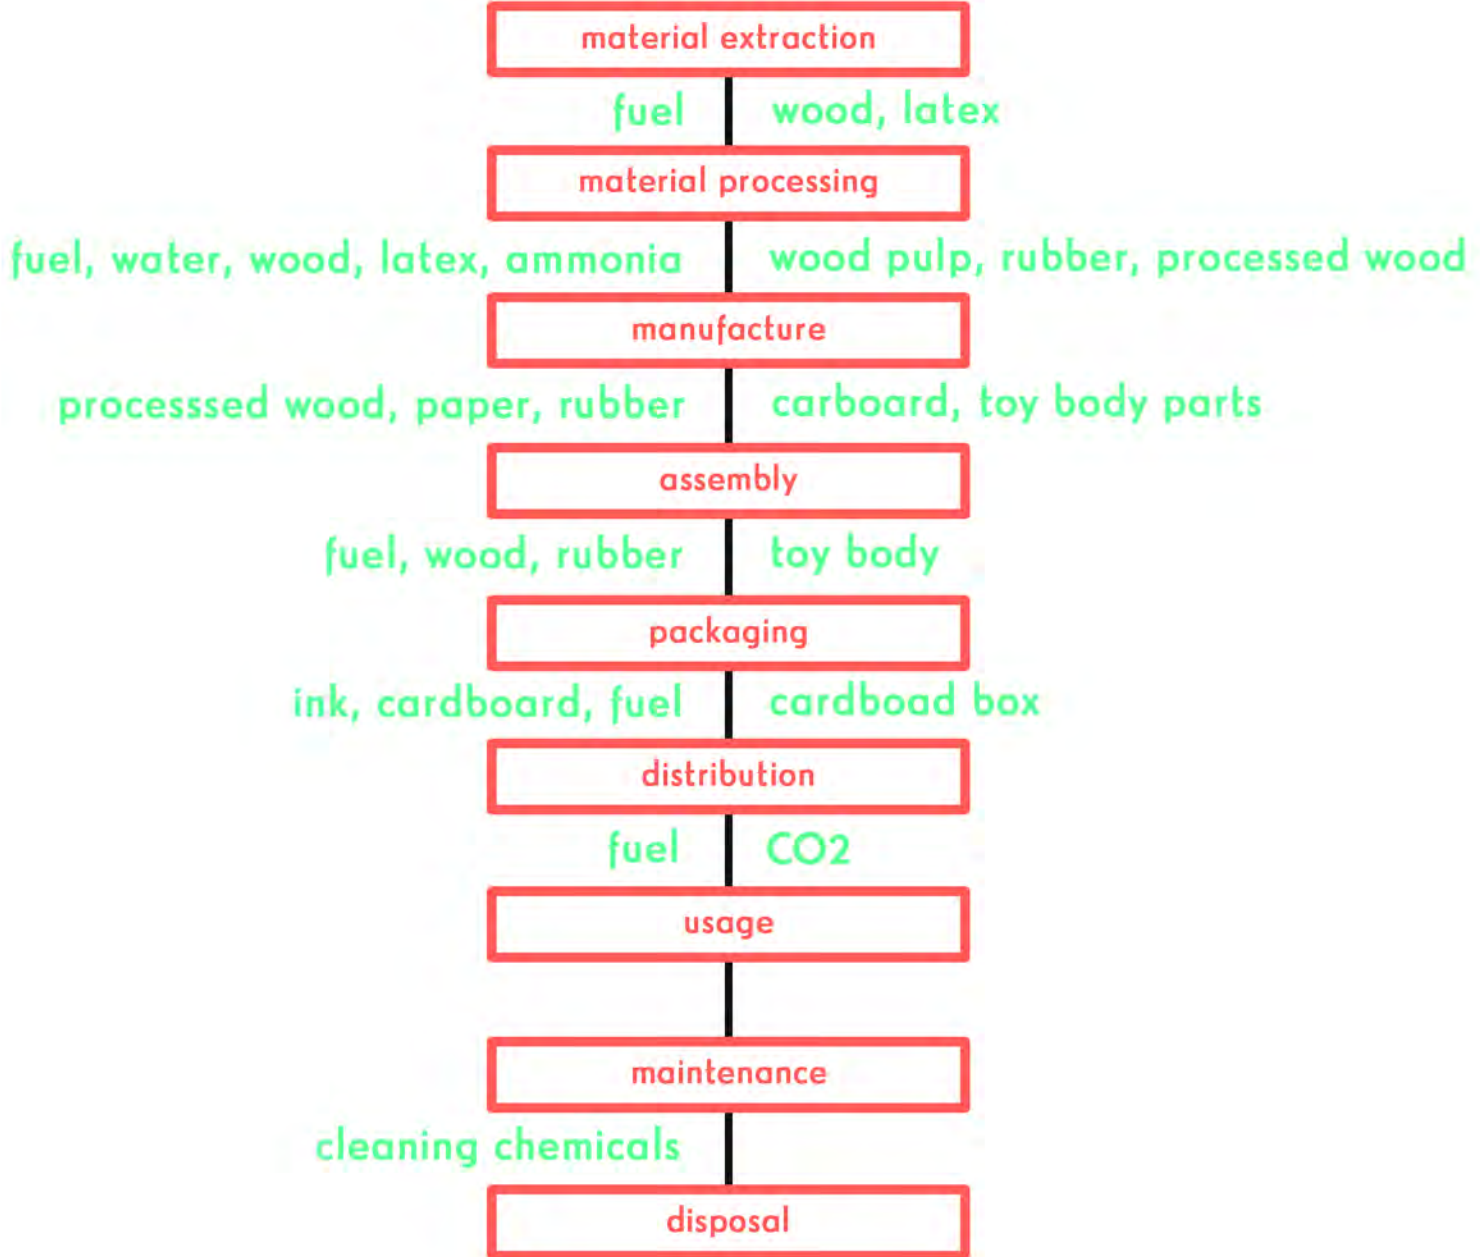 material extraction
fuel wood, latex
material processing
fuel, water, wood, latex, ammonia wood pulp, rubber, processed wood
manufacture
processsed wood, paper, rubber carboard, toy body parts
assembly
fuel, wood, rubber toy body
packaging
ink, cardboard, fuel cardboad box
distribution
fuel CO2
usage
maintenance
cleaning chemicals
disposal